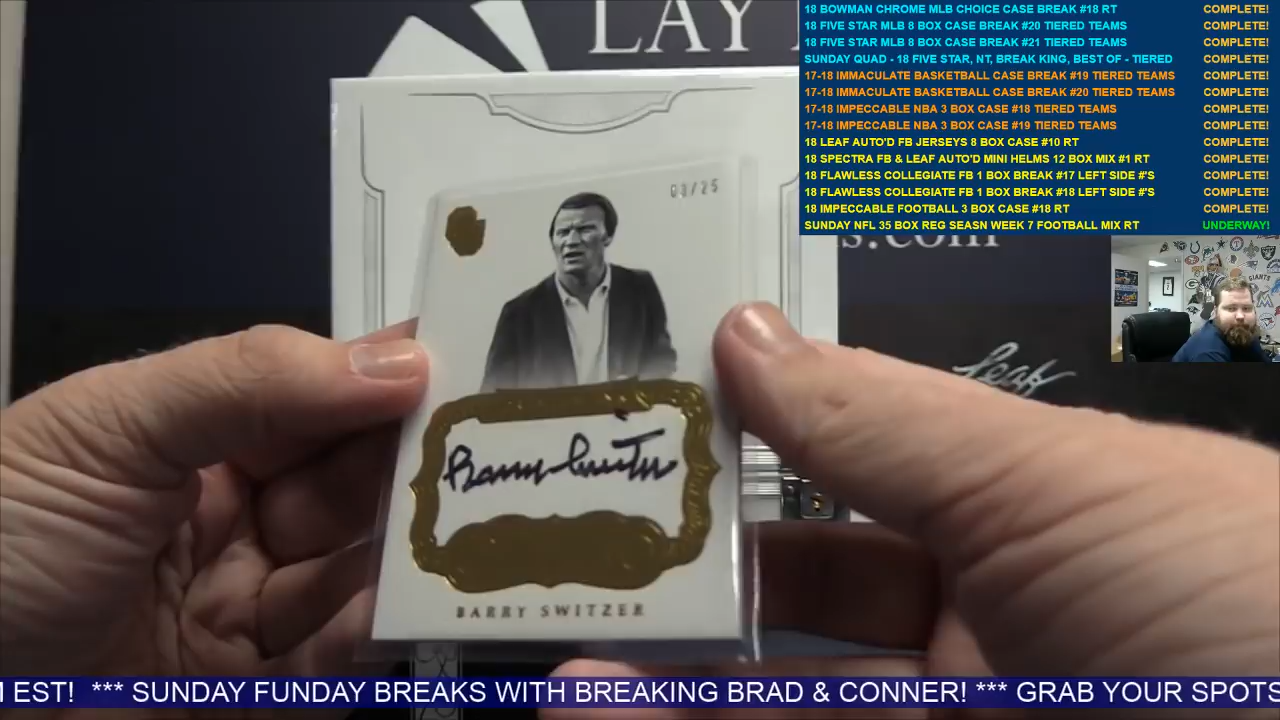 LAY
18 BOWMAN CHROME MLB CHOICE CASE BREAK #18 RT COMPLETE!
18 FIVE STAR MLB 8 BOX CASE BREAK #20 TIERED TEAMS COMPLETE!
18 FIVE STAR MLB 8 BOX CASE BREAK #21 TIERED TEAMS COMPLETE!
SUNDAY QUAD - 18 FIVE STAR, NT, BREAK KING, BEST OF - TIERED COMPLETE!
17-18 IMMACULATE BASKETBALL CASE BREAK #19 TIERED TEAMS COMPLETE!
17-18 IMMACULATE BASKETBALL CASE BREAK #20 TIERED TEAMS COMPLETE!
17-18 IMPECCABLE NBA 3 BOX CASE #18 TIERED TEAMS COMPLETE!
17-18 IMPECCABLE NBA 3 BOX CASE #19 TIERED TEAMS COMPLETE!
18 LEAF AUTO'D FB JERSEYS 8 BOX CASE #10 RT COMPLETE!
18 SPECTRA FB & LEAF AUTO'D MINI HELMS 12 BOX MIX #1 RT COMPLETE!
18 FLAWLESS COLLEGIATE FB 1 BOX BREAK #17 LEFT SIDE #'S COMPLETE!
18 FLAWLESS COLLEGIATE FB 1 BOX BREAK #18 LEFT SIDE #'S COMPLETE!
18 IMPECCABLE FOOTBALL 3 BOX CASE #18 RT COMPLETE!
SUNDAY NFL 35 BOX REG SEASN WEEK 7 FOOTBALL MIX RT UNDERWAY!
03/25
s.com
Leaf
Barry Switzer
BARRY SWITZER
M EST! *** SUNDAY FUNDAY BREAKS WITH BREAKING BRAD & CONNER! *** GRAB YOUR SPOTS